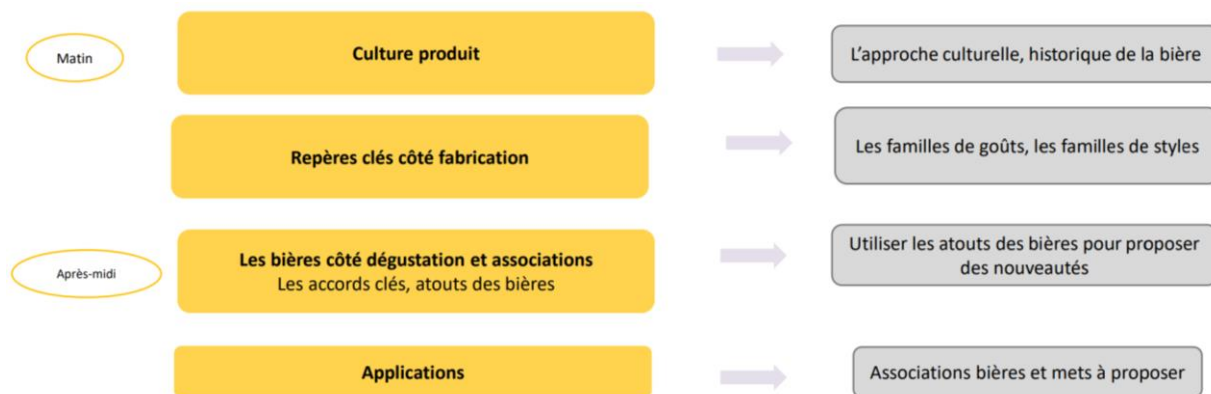 Matin
Culture produit
L'approche culturelle, historique de la bière
Repères clés côté fabrication
Les familles de goûts, les familles de styles
Après-midi
Les bières côté dégustation et associations
Les accords clés, atouts des bières
Utiliser les atouts des bières pour proposer
des nouveautés
Applications
Associations bières et mets à proposer